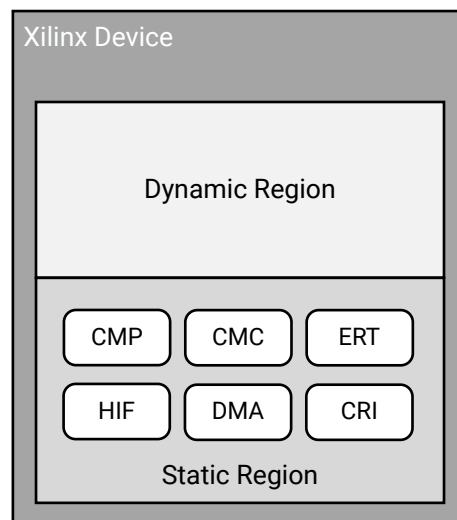 Xilinx Device
Dynamic Region
CMP CMC ERT
HIF DMA CRI
Static Region